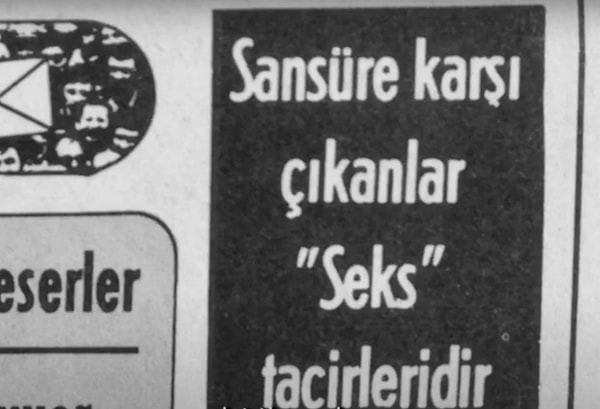 Sansüre karşı
çıkanlar
"Seks"
tacirleridir
eserler